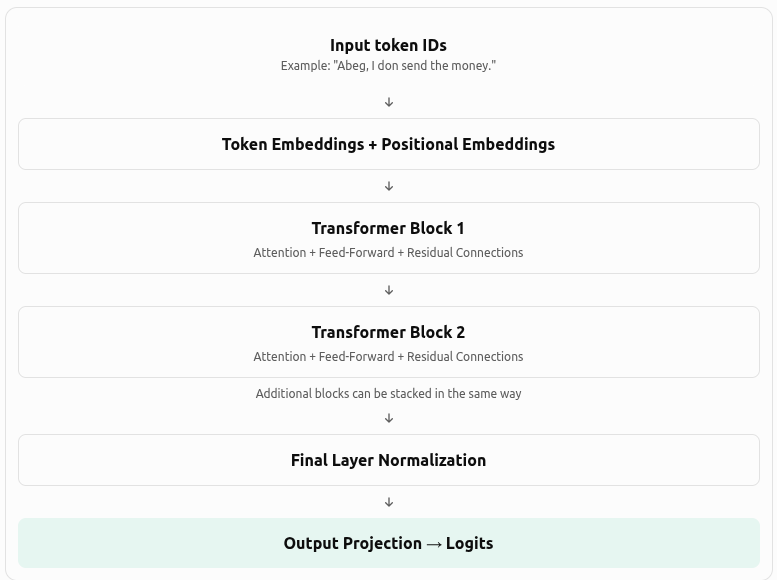 Input token IDs
Example: "Abeg, I don send the money."
↓
Token Embeddings + Positional Embeddings
↓
Transformer Block 1
Attention + Feed-Forward + Residual Connections
↓
Transformer Block 2
Attention + Feed-Forward + Residual Connections
Additional blocks can be stacked in the same way
↓
Final Layer Normalization
↓
Output Projection → Logits